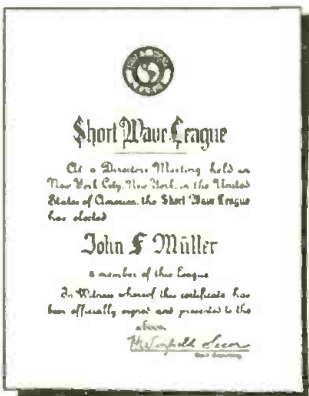 Short Wave League
At a Directors Meeting held in
New York City, New York, in the United
States of America, the Short Wave League
has elected
John F Müller
a member of this League
In Witness whereof this certificate has
been officially signed and presented to the
above.
H. Winfield Secor